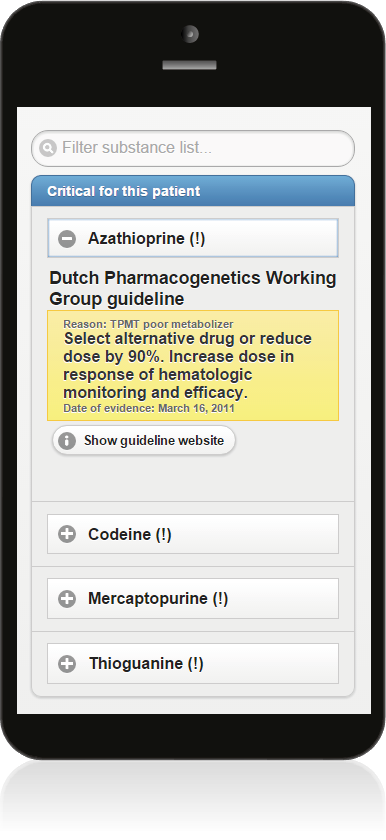 Filter substance list...
Critical for this patient
Azathioprine (!)
Dutch Pharmacogenetics Working
Group guideline
Reason: TPMT poor metabolizer
Select alternative drug or reduce
dose by 90%. Increase dose in
response of hematologic
monitoring and efficacy.
Date of evidence: March 16, 2011
Show guideline website
Codeine (!)
Mercaptopurine (!)
Thioguanine (!)